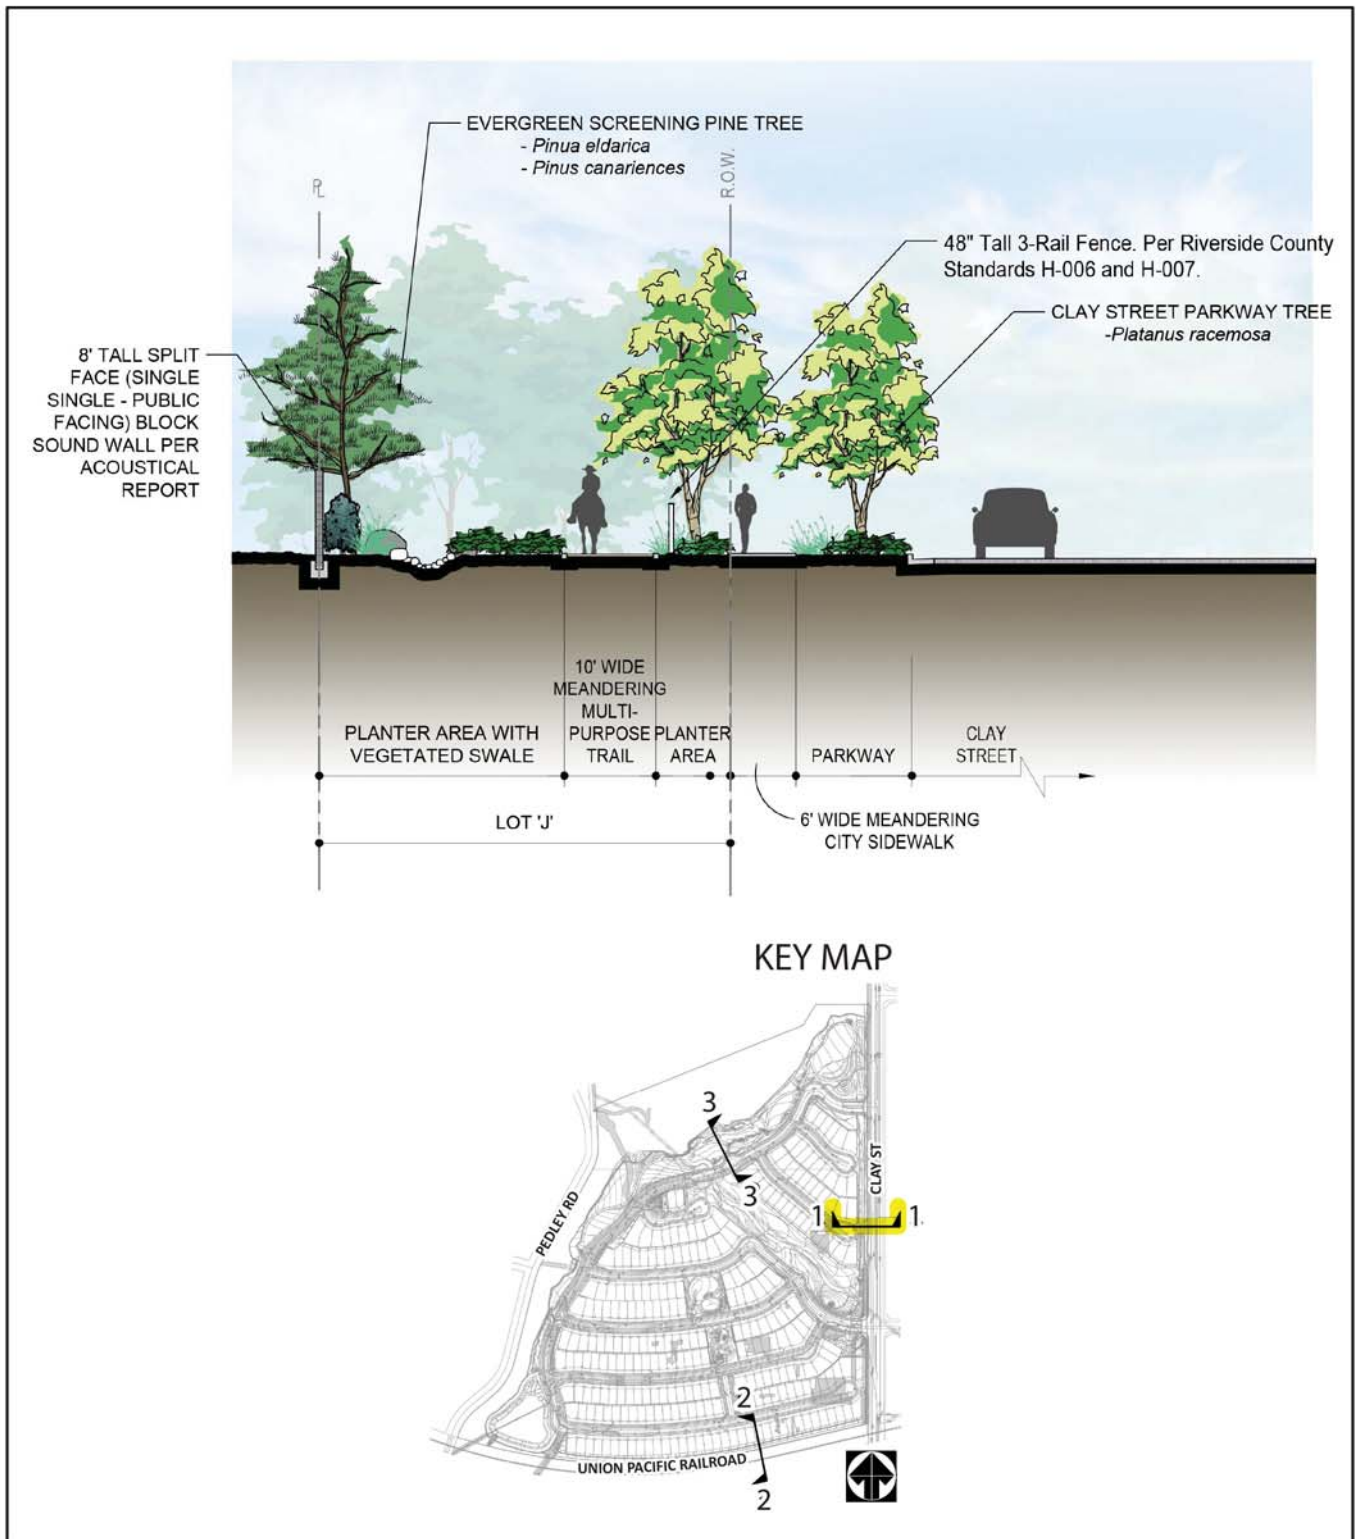 EVERGREEN SCREENING PINE TREE
- Pinua eldarica
- Pinus canariences
PL
R.O.W.
48" Tall 3-Rail Fence. Per Riverside County
Standards H-006 and H-007.
CLAY STREET PARKWAY TREE
-Platanus racemosa
8' TALL SPLIT
FACE (SINGLE
SINGLE - PUBLIC
FACING) BLOCK
SOUND WALL PER
ACOUSTICAL
REPORT
PLANTER AREA WITH
VEGETATED SWALE
10' WIDE
MEANDERING
MULTI-
PURPOSE
TRAIL
PLANTER
AREA
PARKWAY
CLAY
STREET
LOT 'J'
6' WIDE MEANDERING
CITY SIDEWALK
KEY MAP
3
3
PEDLEY RD
CLAY ST
1.
1.
2
2
UNION PACIFIC RAILROAD